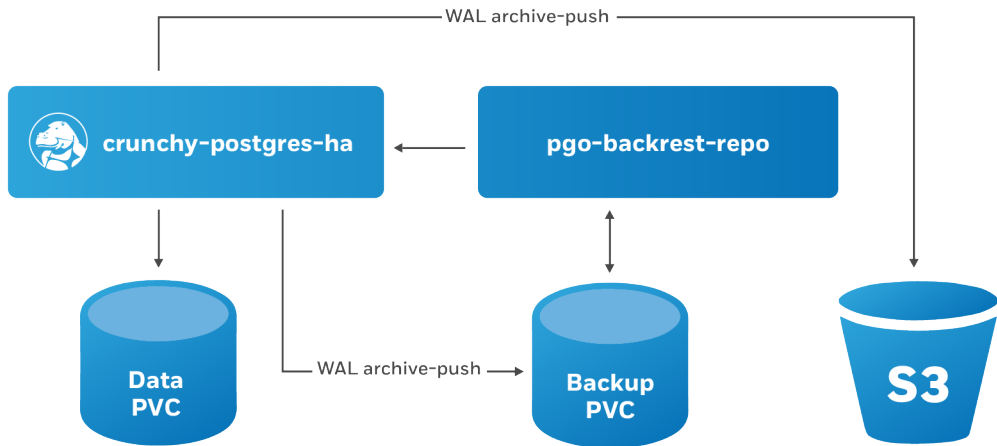 WAL archive-push
crunchy-postgres-ha
pgo-backrest-repo
WAL archive-push
Data
PVC
Backup
PVC
S3